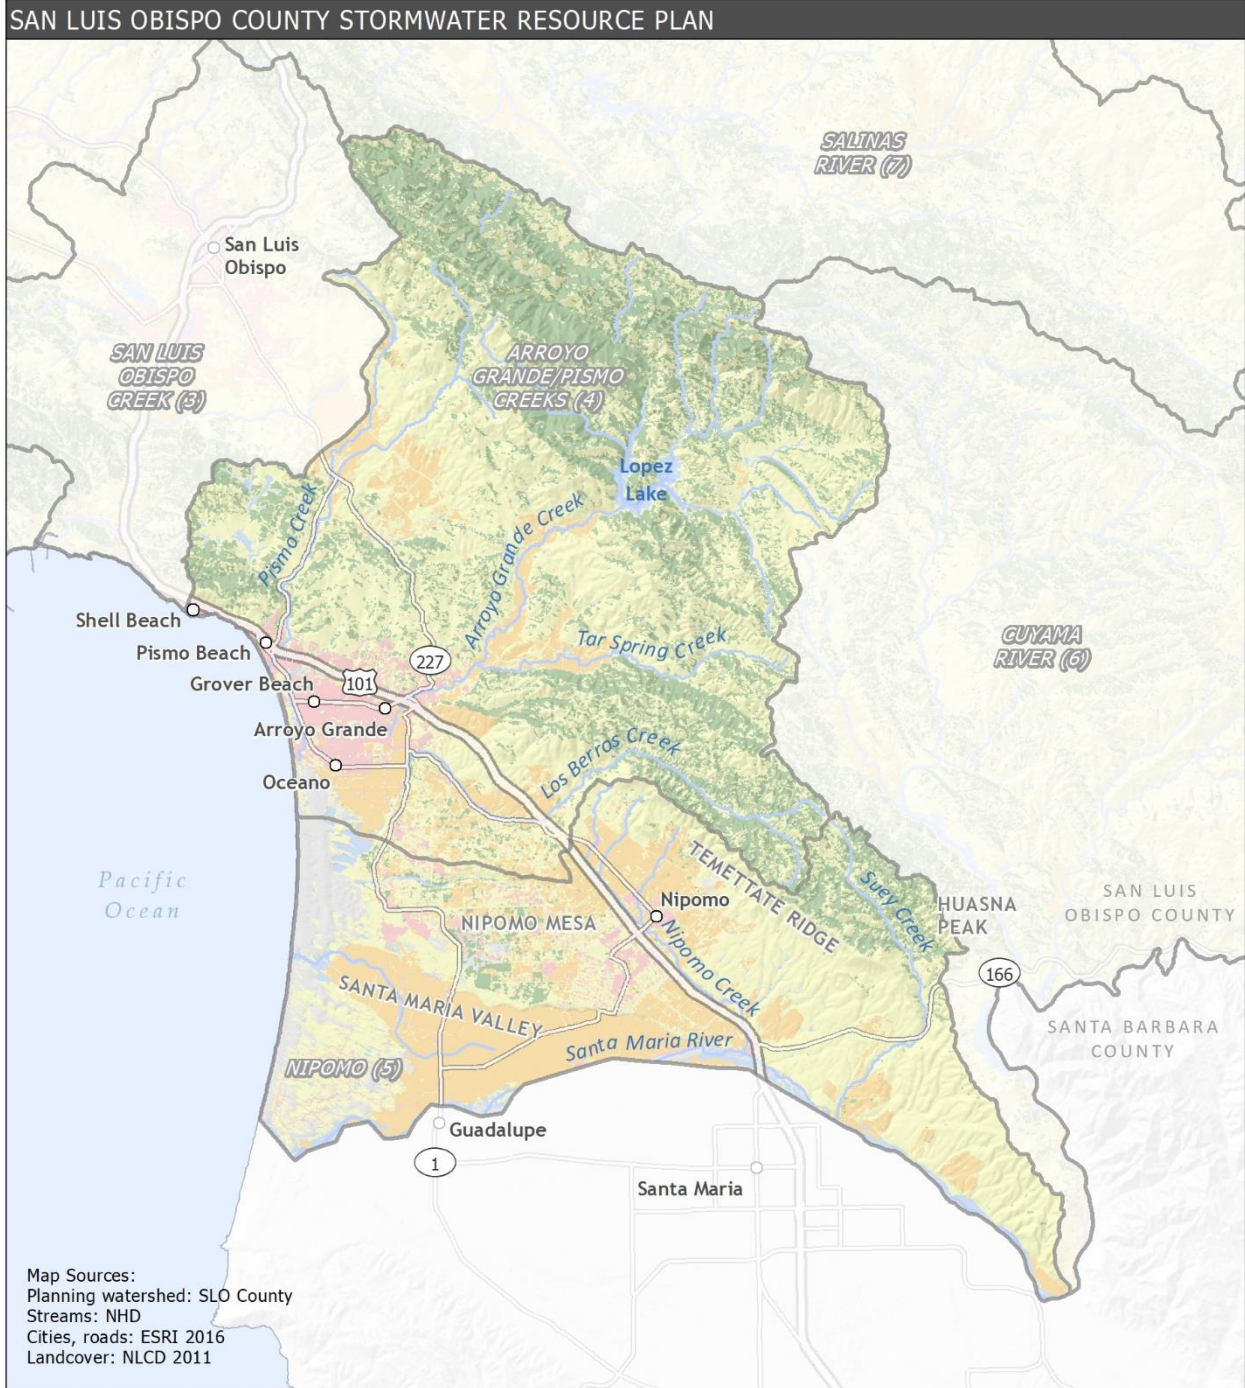 SAN LUIS OBISPO COUNTY STORMWATER RESOURCE PLAN
SALINAS
RIVER (7)
San Luis
Obispo
SAN LUIS
OBISPO
CREEK (3)
ARROYO
GRANDE/PISMO
CREEKS (4)
Lopez
Lake
Pismo Creek
Arroyo Grande Creek
Shell Beach
Pismo Beach
Tar Spring Creek
CUYAMA
RIVER (6)
227
Grover Beach
101
Arroyo Grande
Oceano
Los Berros Creek
Pacific
Ocean
TEMETTATE RIDGE
Suey Creek
HUASNA
PEAK
SAN LUIS
OBISPO COUNTY
Nipomo
NIPOMO MESA
Nipomo Creek
166
SANTA MARIA VALLEY
Santa Maria River
SANTA BARBARA
COUNTY
NIPOMO (5)
Guadalupe
1
Santa Maria
Map Sources:
Planning watershed: SLO County
Streams: NHD
Cities, roads: ESRI 2016
Landcover: NLCD 2011